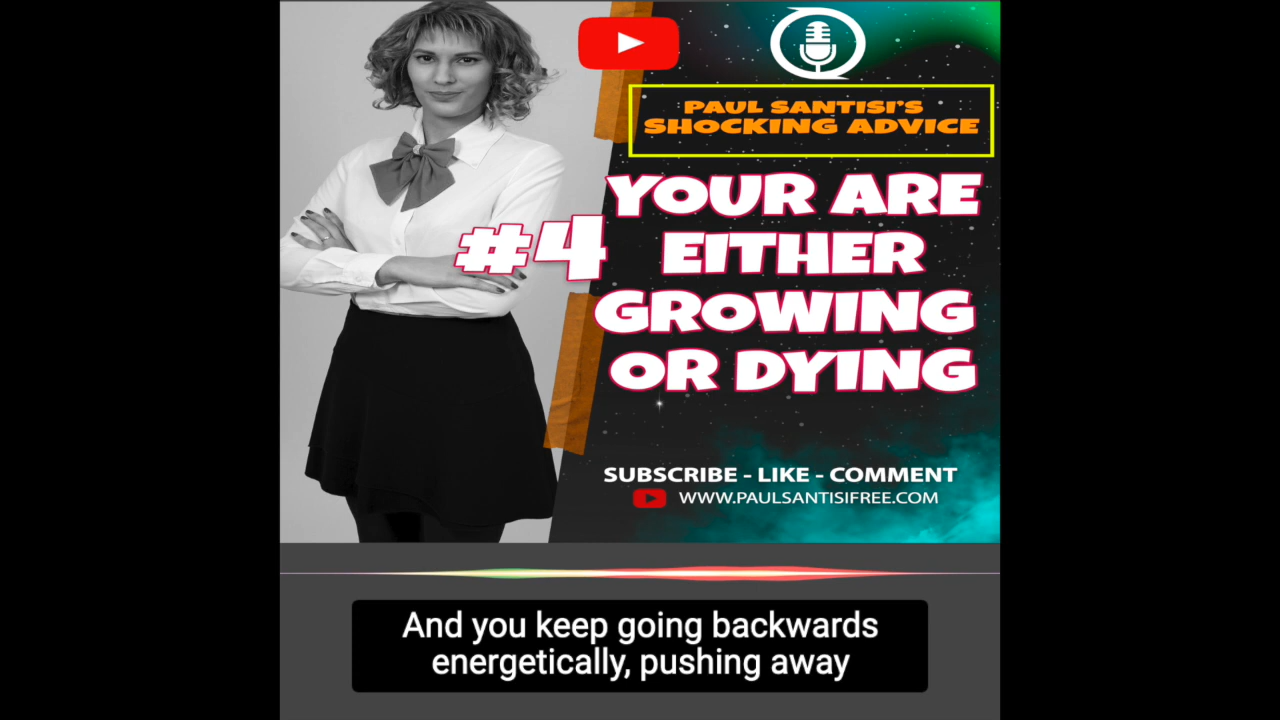 PAUL SANTISI'S
SHOCKING ADVICE
#4
YOUR ARE
EITHER
GROWING
OR DYING
SUBSCRIBE - LIKE - COMMENT
WWW.PAULSANTISIFREE.COM
And you keep going backwards
energetically, pushing away